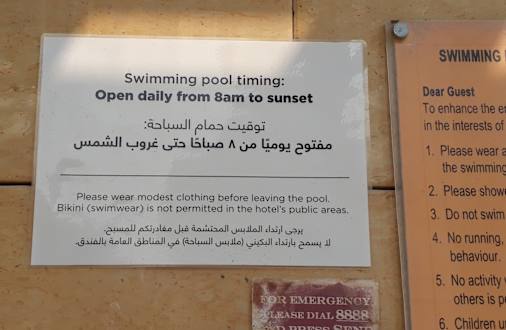 Swimming pool timing:
Open daily from 8am to sunset
توقيت حمام السباحة:
مفتوح يوميًا من ٨ صباحًا حتى غروب الشمس
Please wear modest clothing before leaving the pool.
Bikini (swimwear) is not permitted in the hotel's public areas.
يرجى ارتداء الملابس المحتشمة قبل مغادرتكم للمسبح.
لا يسمح بارتداء البكيني (ملابس السباحة) في المناطق العامة بالفندق.
FOR EMERGENCY
PLEASE DIAL 8888
AND PRESS SEND
SWIMMING
Dear Guest
To enhance the
in the interests of
1. Please wear a
the swimming
2. Please show
3. Do not swim
4. No running,
behaviour.
5. No activity
others is
6. Children